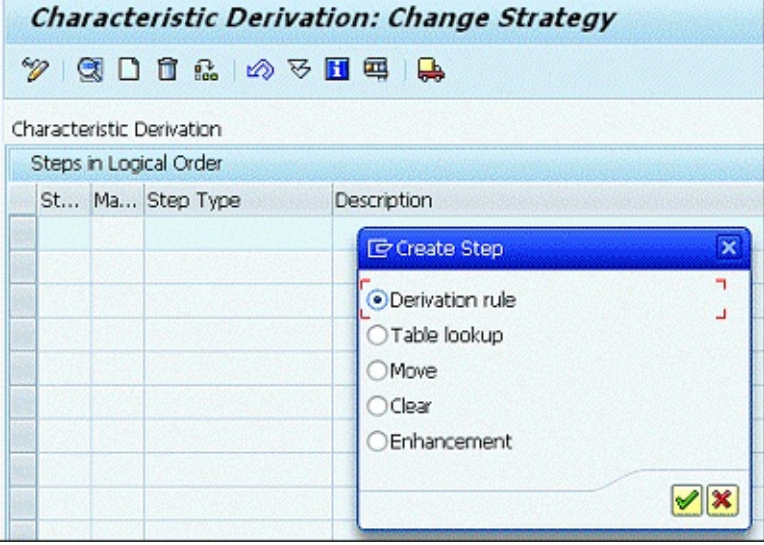 Characteristic Derivation: Change Strategy
Characteristic Derivation
Steps in Logical Order
St... Ma... Step Type Description
Create Step
Derivation rule
Table lookup
Move
Clear
Enhancement